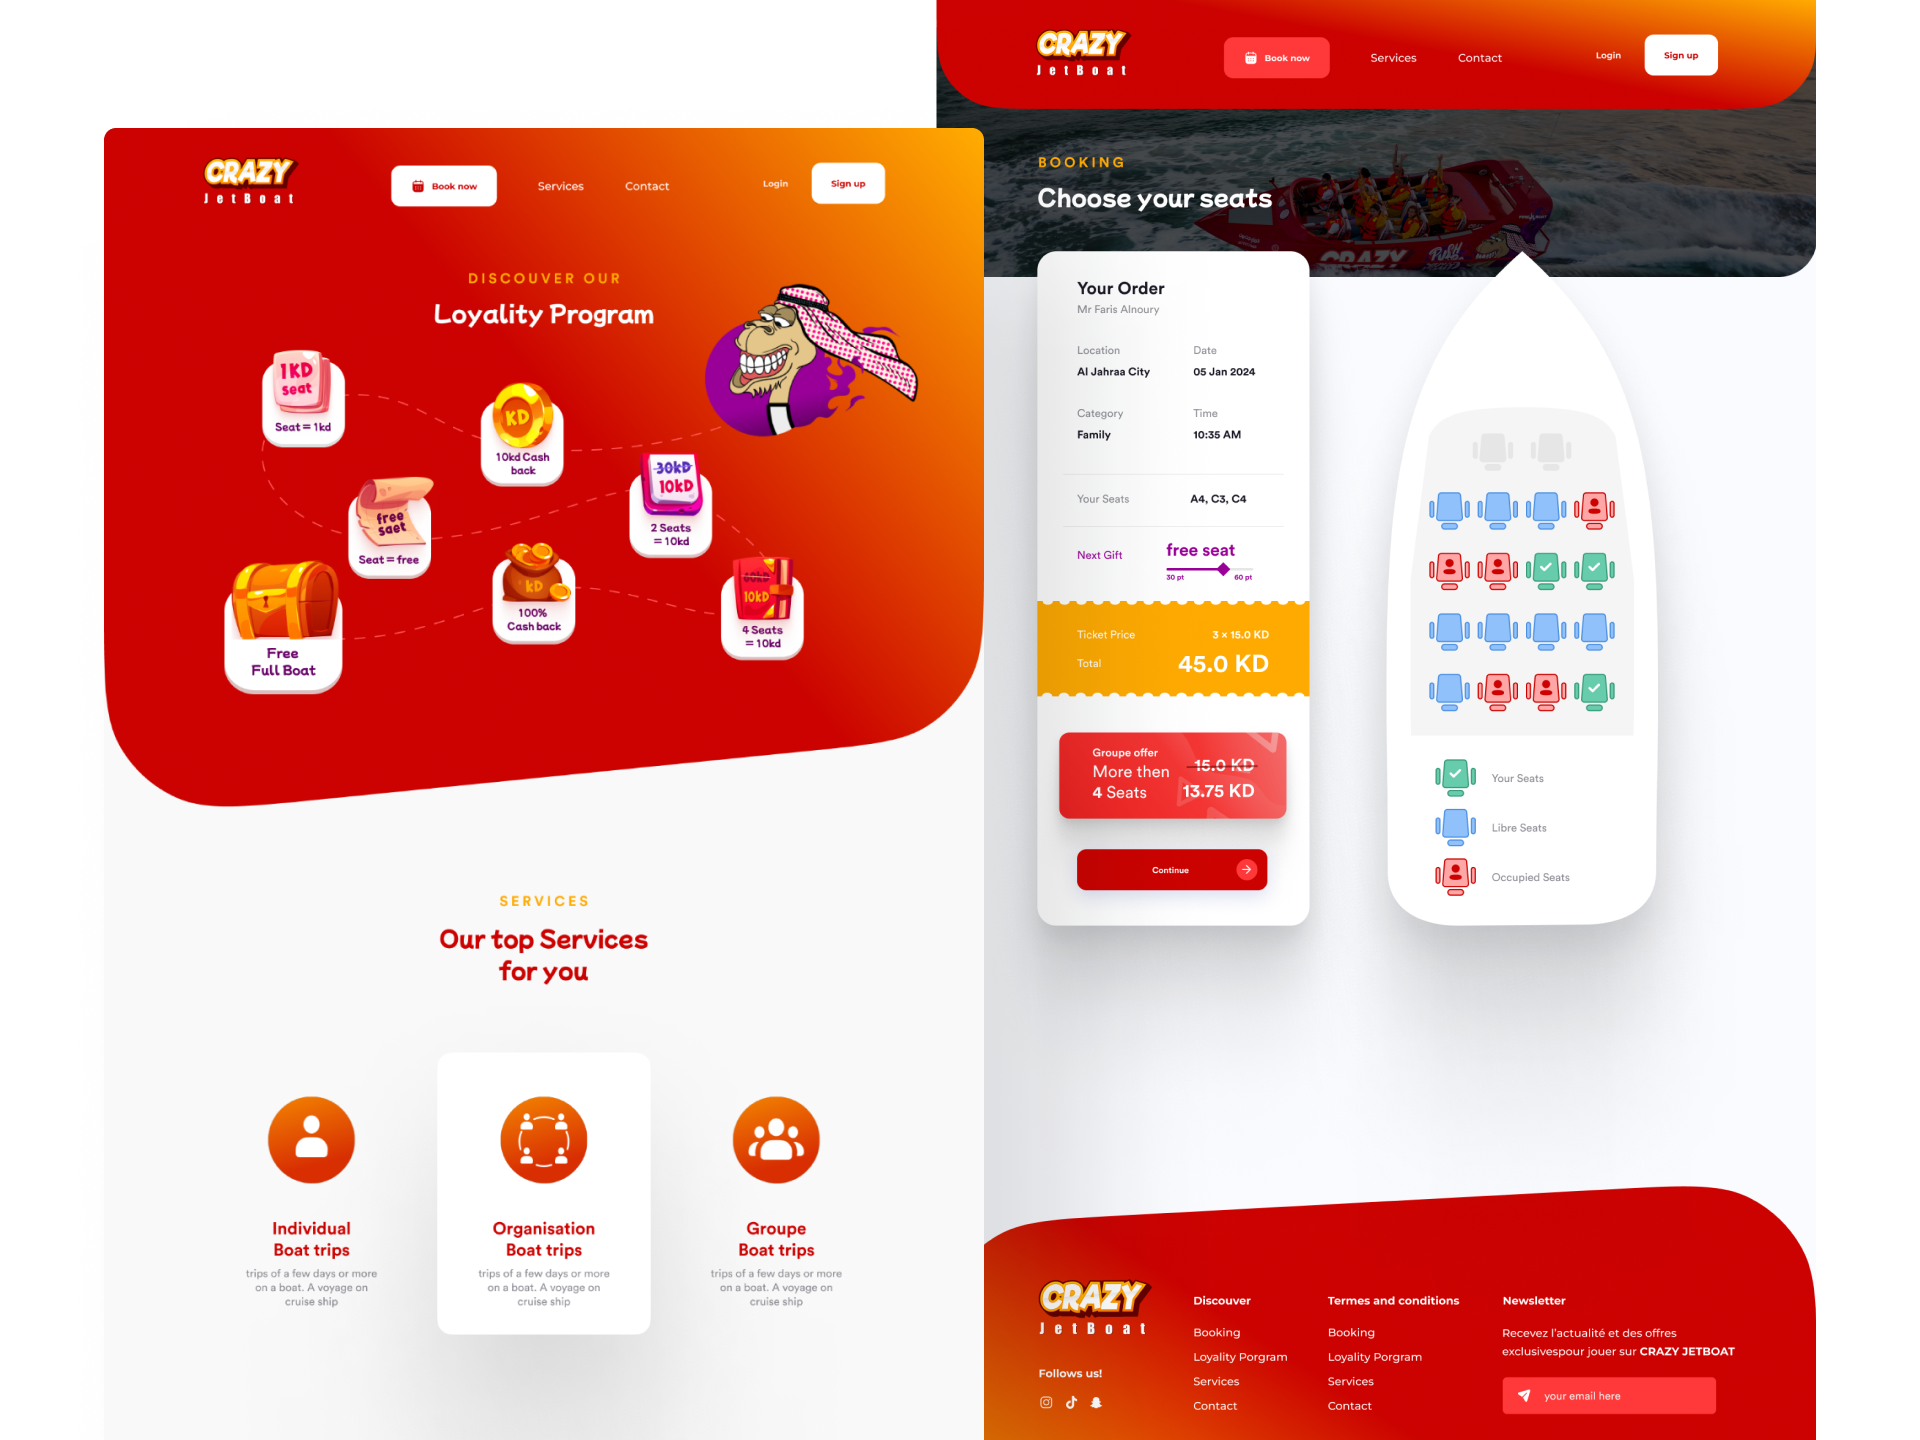 CRAZY
JetBoat
Book now
Services
Contact
Login
Sign up
DISCOUVER OUR
Loyality Program
1KD
seat
Seat = 1kd
KD
10kd Cash
back
30KD
10KD
2 Seats
= 10kd
free
saet
Seat = free
KD
100%
Cash back
60KD
10KD
4 Seats
= 10kd
Free
Full Boat
SERVICES
Our top Services
for you
Individual
Boat trips
trips of a few days or more
on a boat. A voyage on
cruise ship
Organisation
Boat trips
trips of a few days or more
on a boat. A voyage on
cruise ship
Groupe
Boat trips
trips of a few days or more
on a boat. A voyage on
cruise ship
CRAZY
JetBoat
Book now
Services
Contact
Login
Sign up
BOOKING
Choose your seats
CRAZY
PUSH
Your Order
Mr Faris Alnoury
Location
Date
Al Jahraa City
05 Jan 2024
Category
Time
Family
10:35 AM
Your Seats
A4, C3, C4
Next Gift
free seat
30 pt
60 pt
Ticket Price
3 × 15.0 KD
Total
45.0 KD
Groupe offer
More then
4 Seats
15.0 KD
13.75 KD
Continue
Your Seats
Libre Seats
Occupied Seats
CRAZY
JetBoat
Follows us!
Discover
Booking
Loyality Porgram
Services
Contact
Termes and conditions
Booking
Loyality Porgram
Services
Contact
Newsletter
Recevez l'actualité et des offres
exclusivespour jouer sur CRAZY JETBOAT
your email here